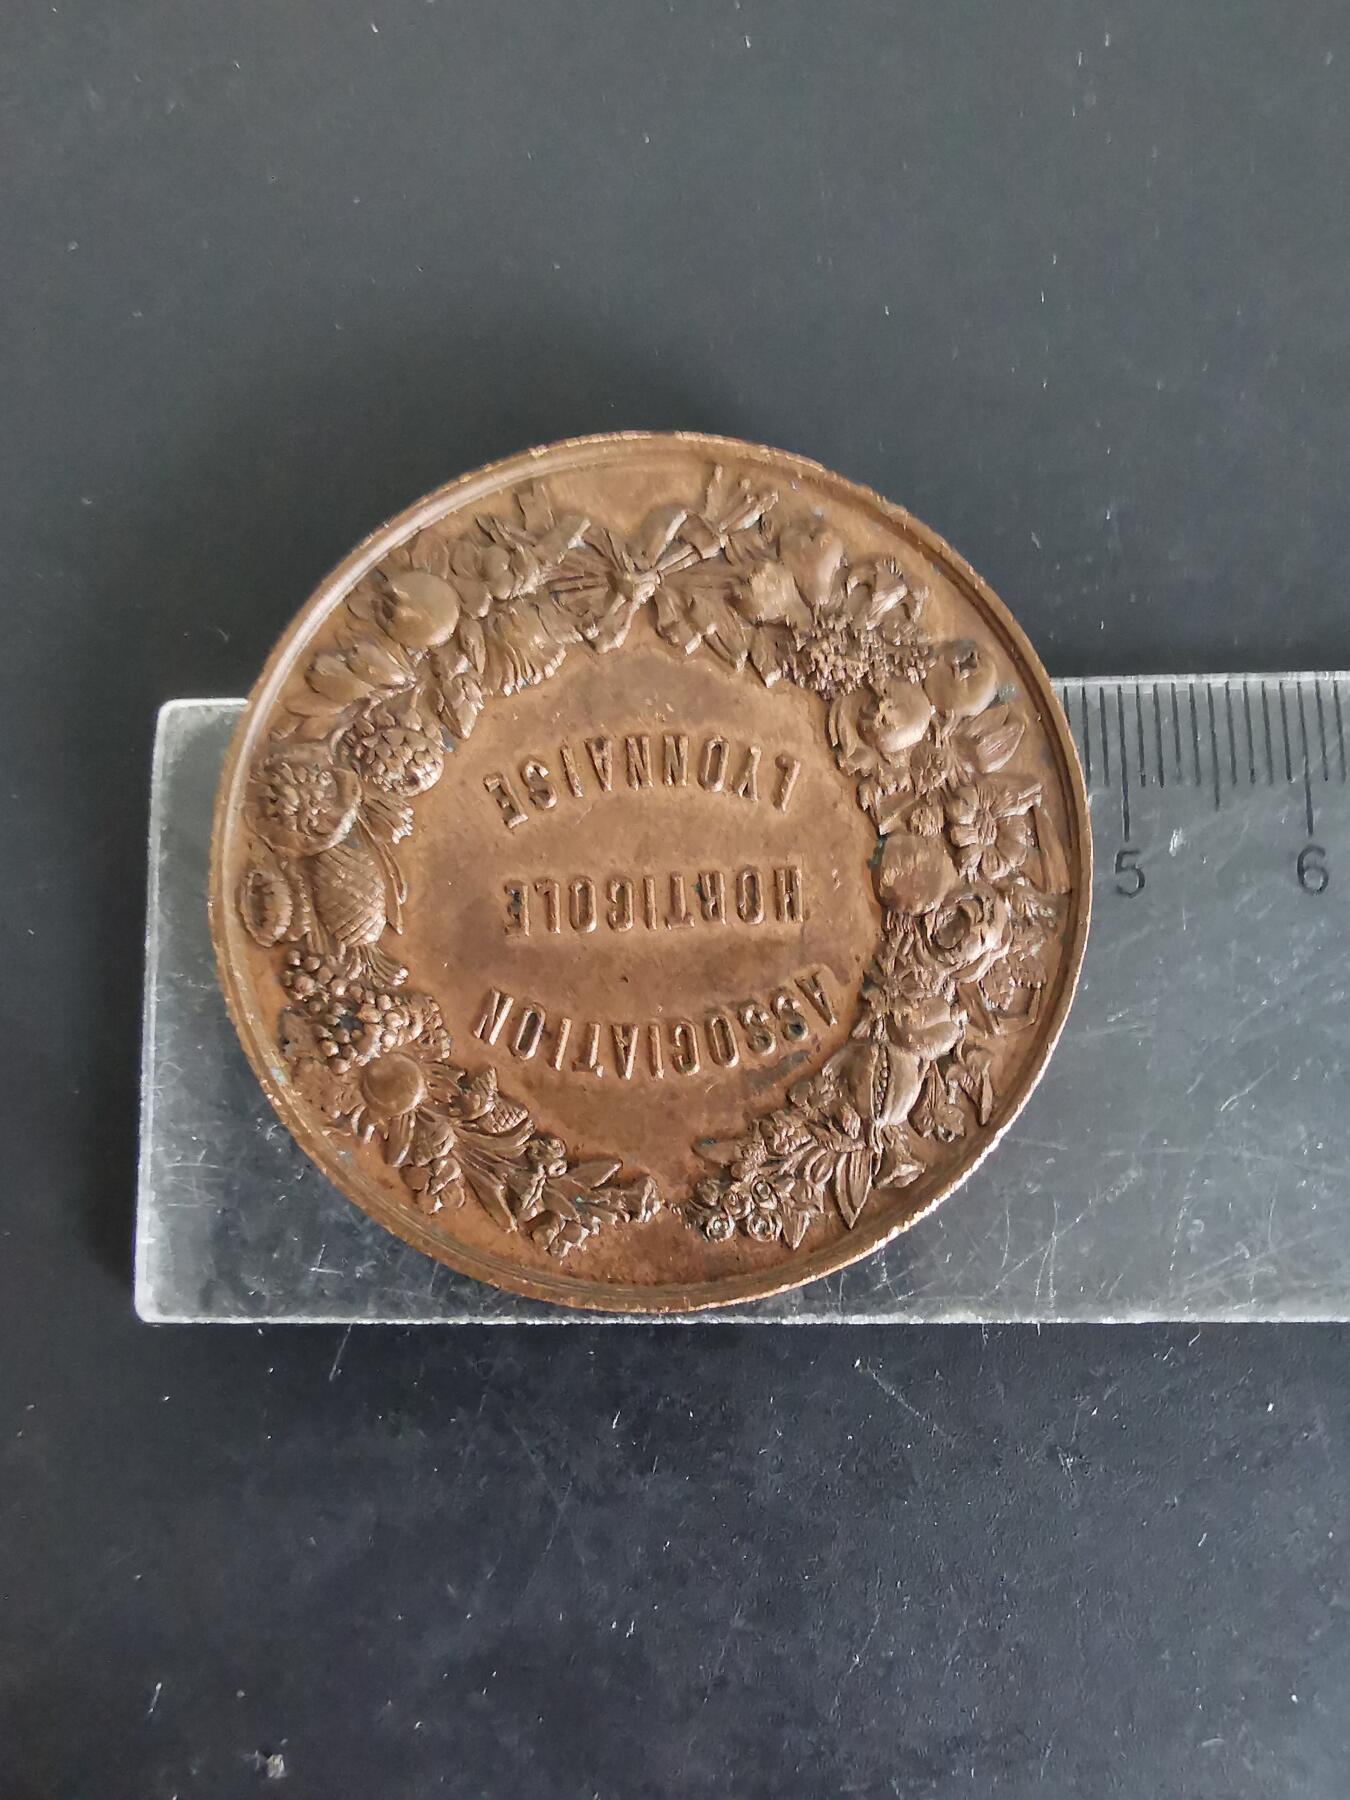 ASSOCIATION
HORTICOLE
LYONNAISE
5 6